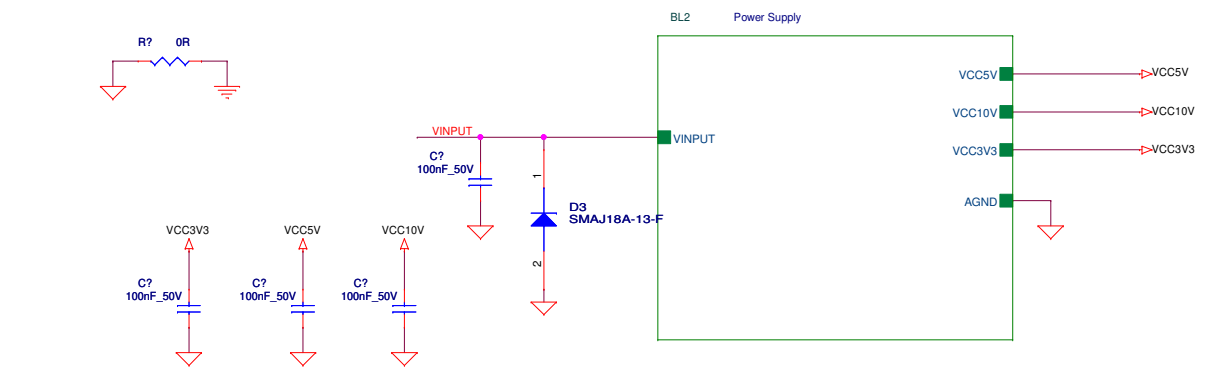 BL2 Power Supply
R? 0R
VCC5V VCC5V
VCC10V VCC10V
VINPUT VINPUT
VCC3V3 VCC3V3
C?
100nF_50V
1
AGND
D3
SMAJ18A-13-F
VCC3V3 VCC5V VCC10V
2
C? C? C?
100nF_50V 100nF_50V 100nF_50V